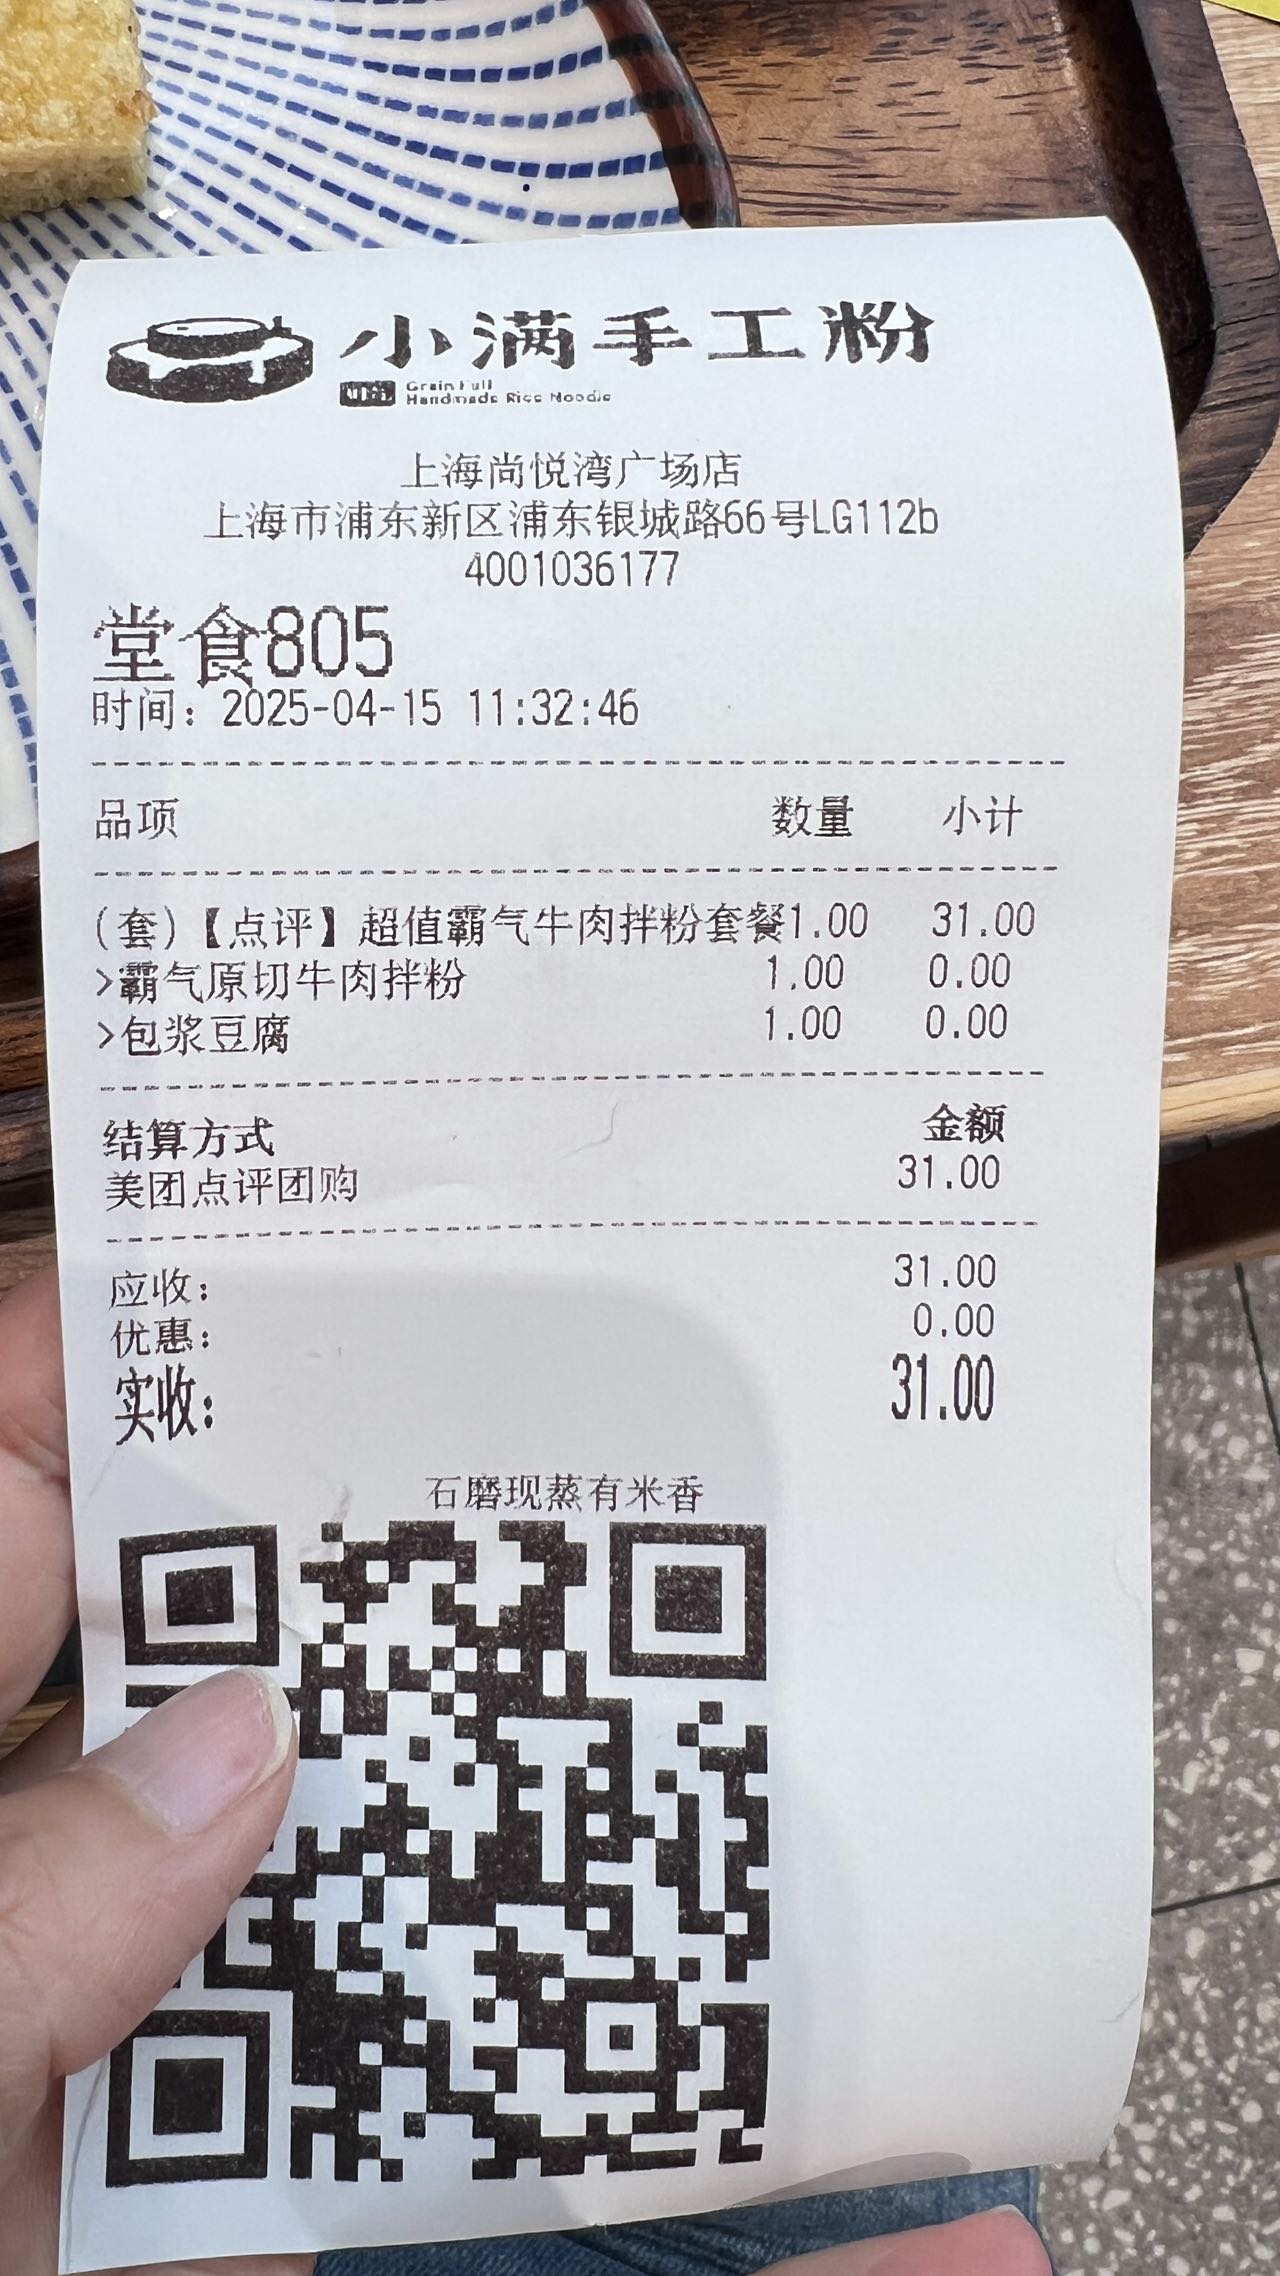 小满手工粉
Grain Full
Handmade Rice Noodle
上海尚悦湾广场店
上海市浦东新区浦东银城路66号LG112b
4001036177
堂食805
时间：2025-04-15 11:32:46
品项 数量 小计
(套)【点评】超值霸气牛肉拌粉套餐1.00 31.00
>霸气原切牛肉拌粉 1.00 0.00
>包浆豆腐 1.00 0.00
结算方式 金额
美团点评团购 31.00
应收： 31.00
优惠： 0.00
实收： 31.00
石磨现蒸有米香